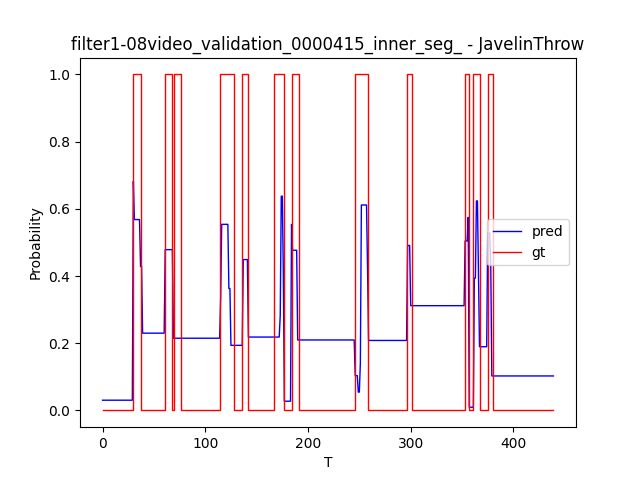 filter1-08video_validation_0000415_inner_seg_ - JavelinThrow
1.0
0.8
0.6
0.4
0.2
0.0
Probability
pred
gt
0
100
200
300
400
T